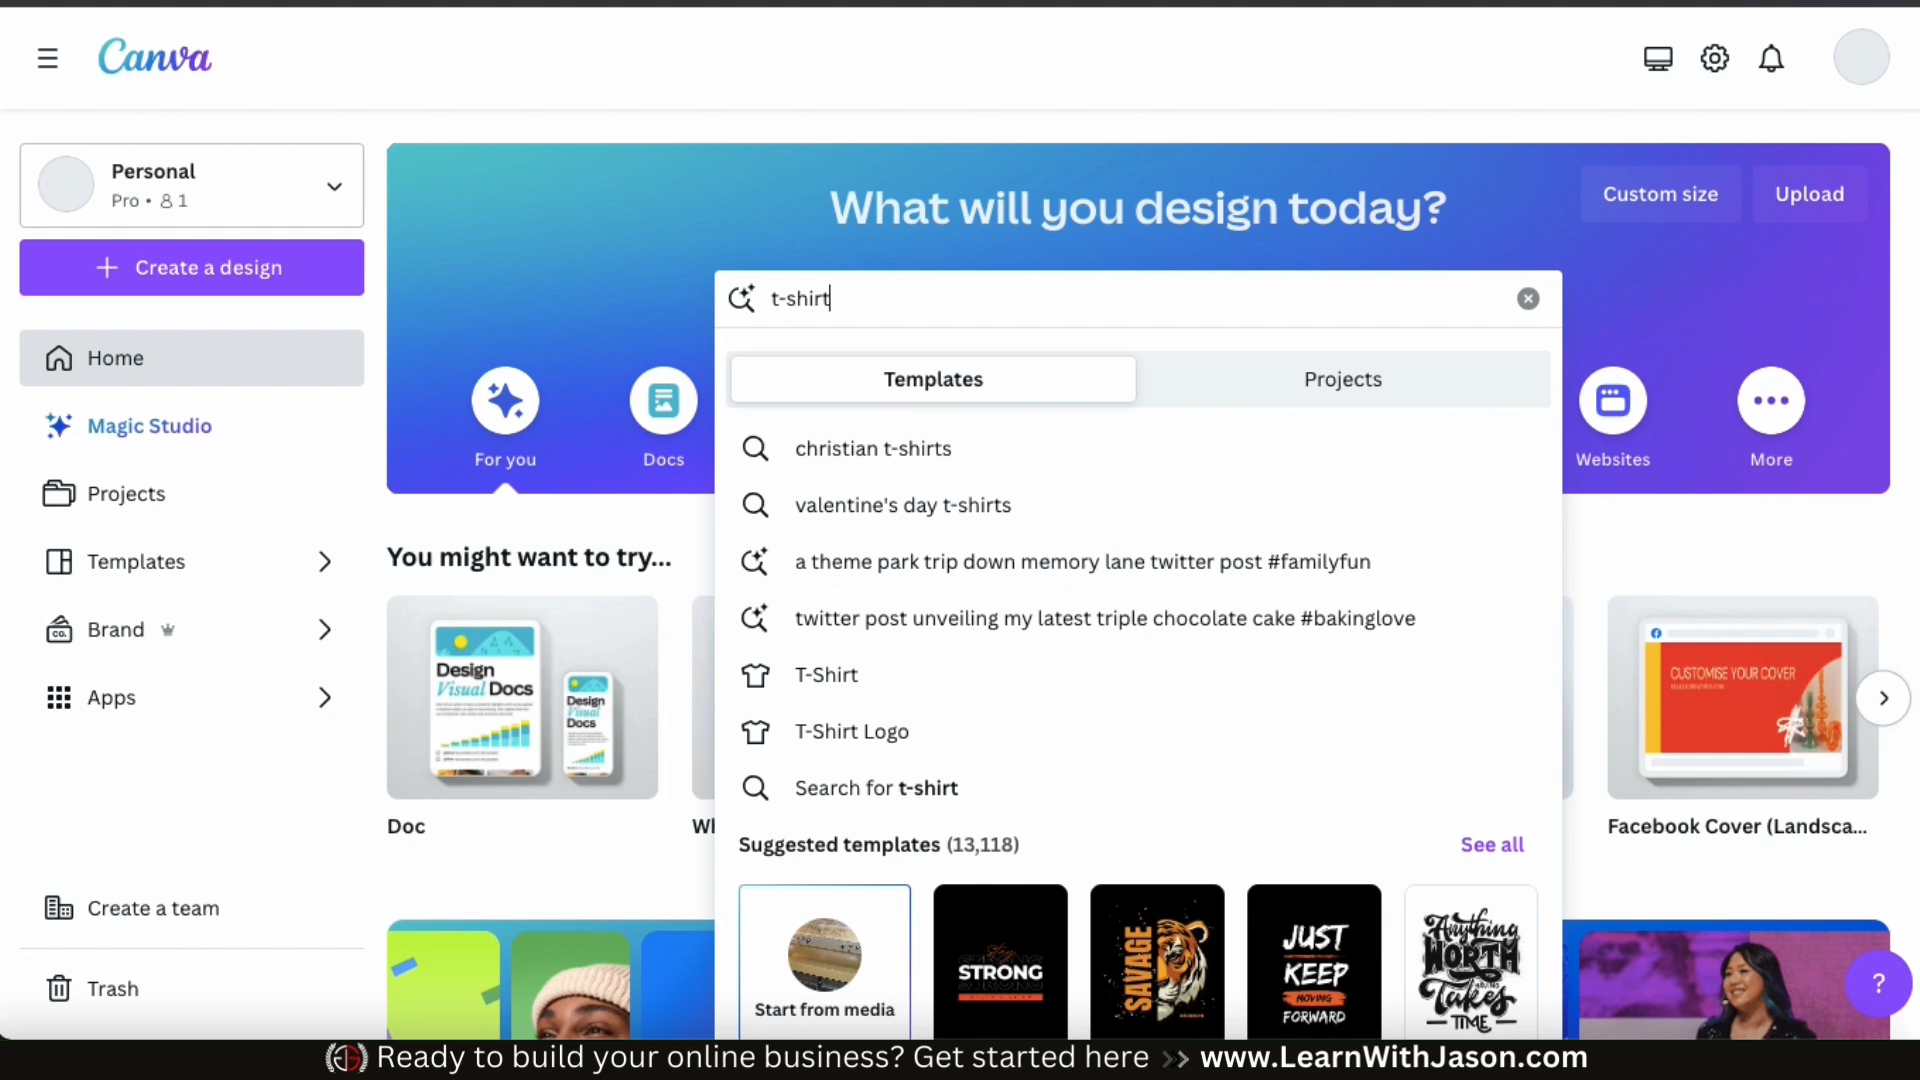 Canva
Personal
Pro • 1
Create a design
Home
Magic Studio
Projects
Templates
Brand
CO.
Apps
Create a team
Trash
What will you design today?
Custom size
Upload
t-shirt
Templates
Projects
christian t-shirts
valentine's day t-shirts
a theme park trip down memory lane twitter post #familyfun
twitter post unveiling my latest triple chocolate cake #bakinglove
T-Shirt
T-Shirt Logo
Search for t-shirt
Suggested templates (13,118)
See all
Start from media
STRONG
SAVAGE
JUST
KEEP
MOVING
FORWARD
Anything
WORTH
Takes
TIME
For you
Docs
Websites
More
You might want to try...
Design
Visual Docs
Design
Visual
Docs
Doc
Wh
CUSTOMISE YOUR COVER
Facebook Cover (Landsca...
?
Ready to build your online business? Get started here >> www.LearnWithJason.com